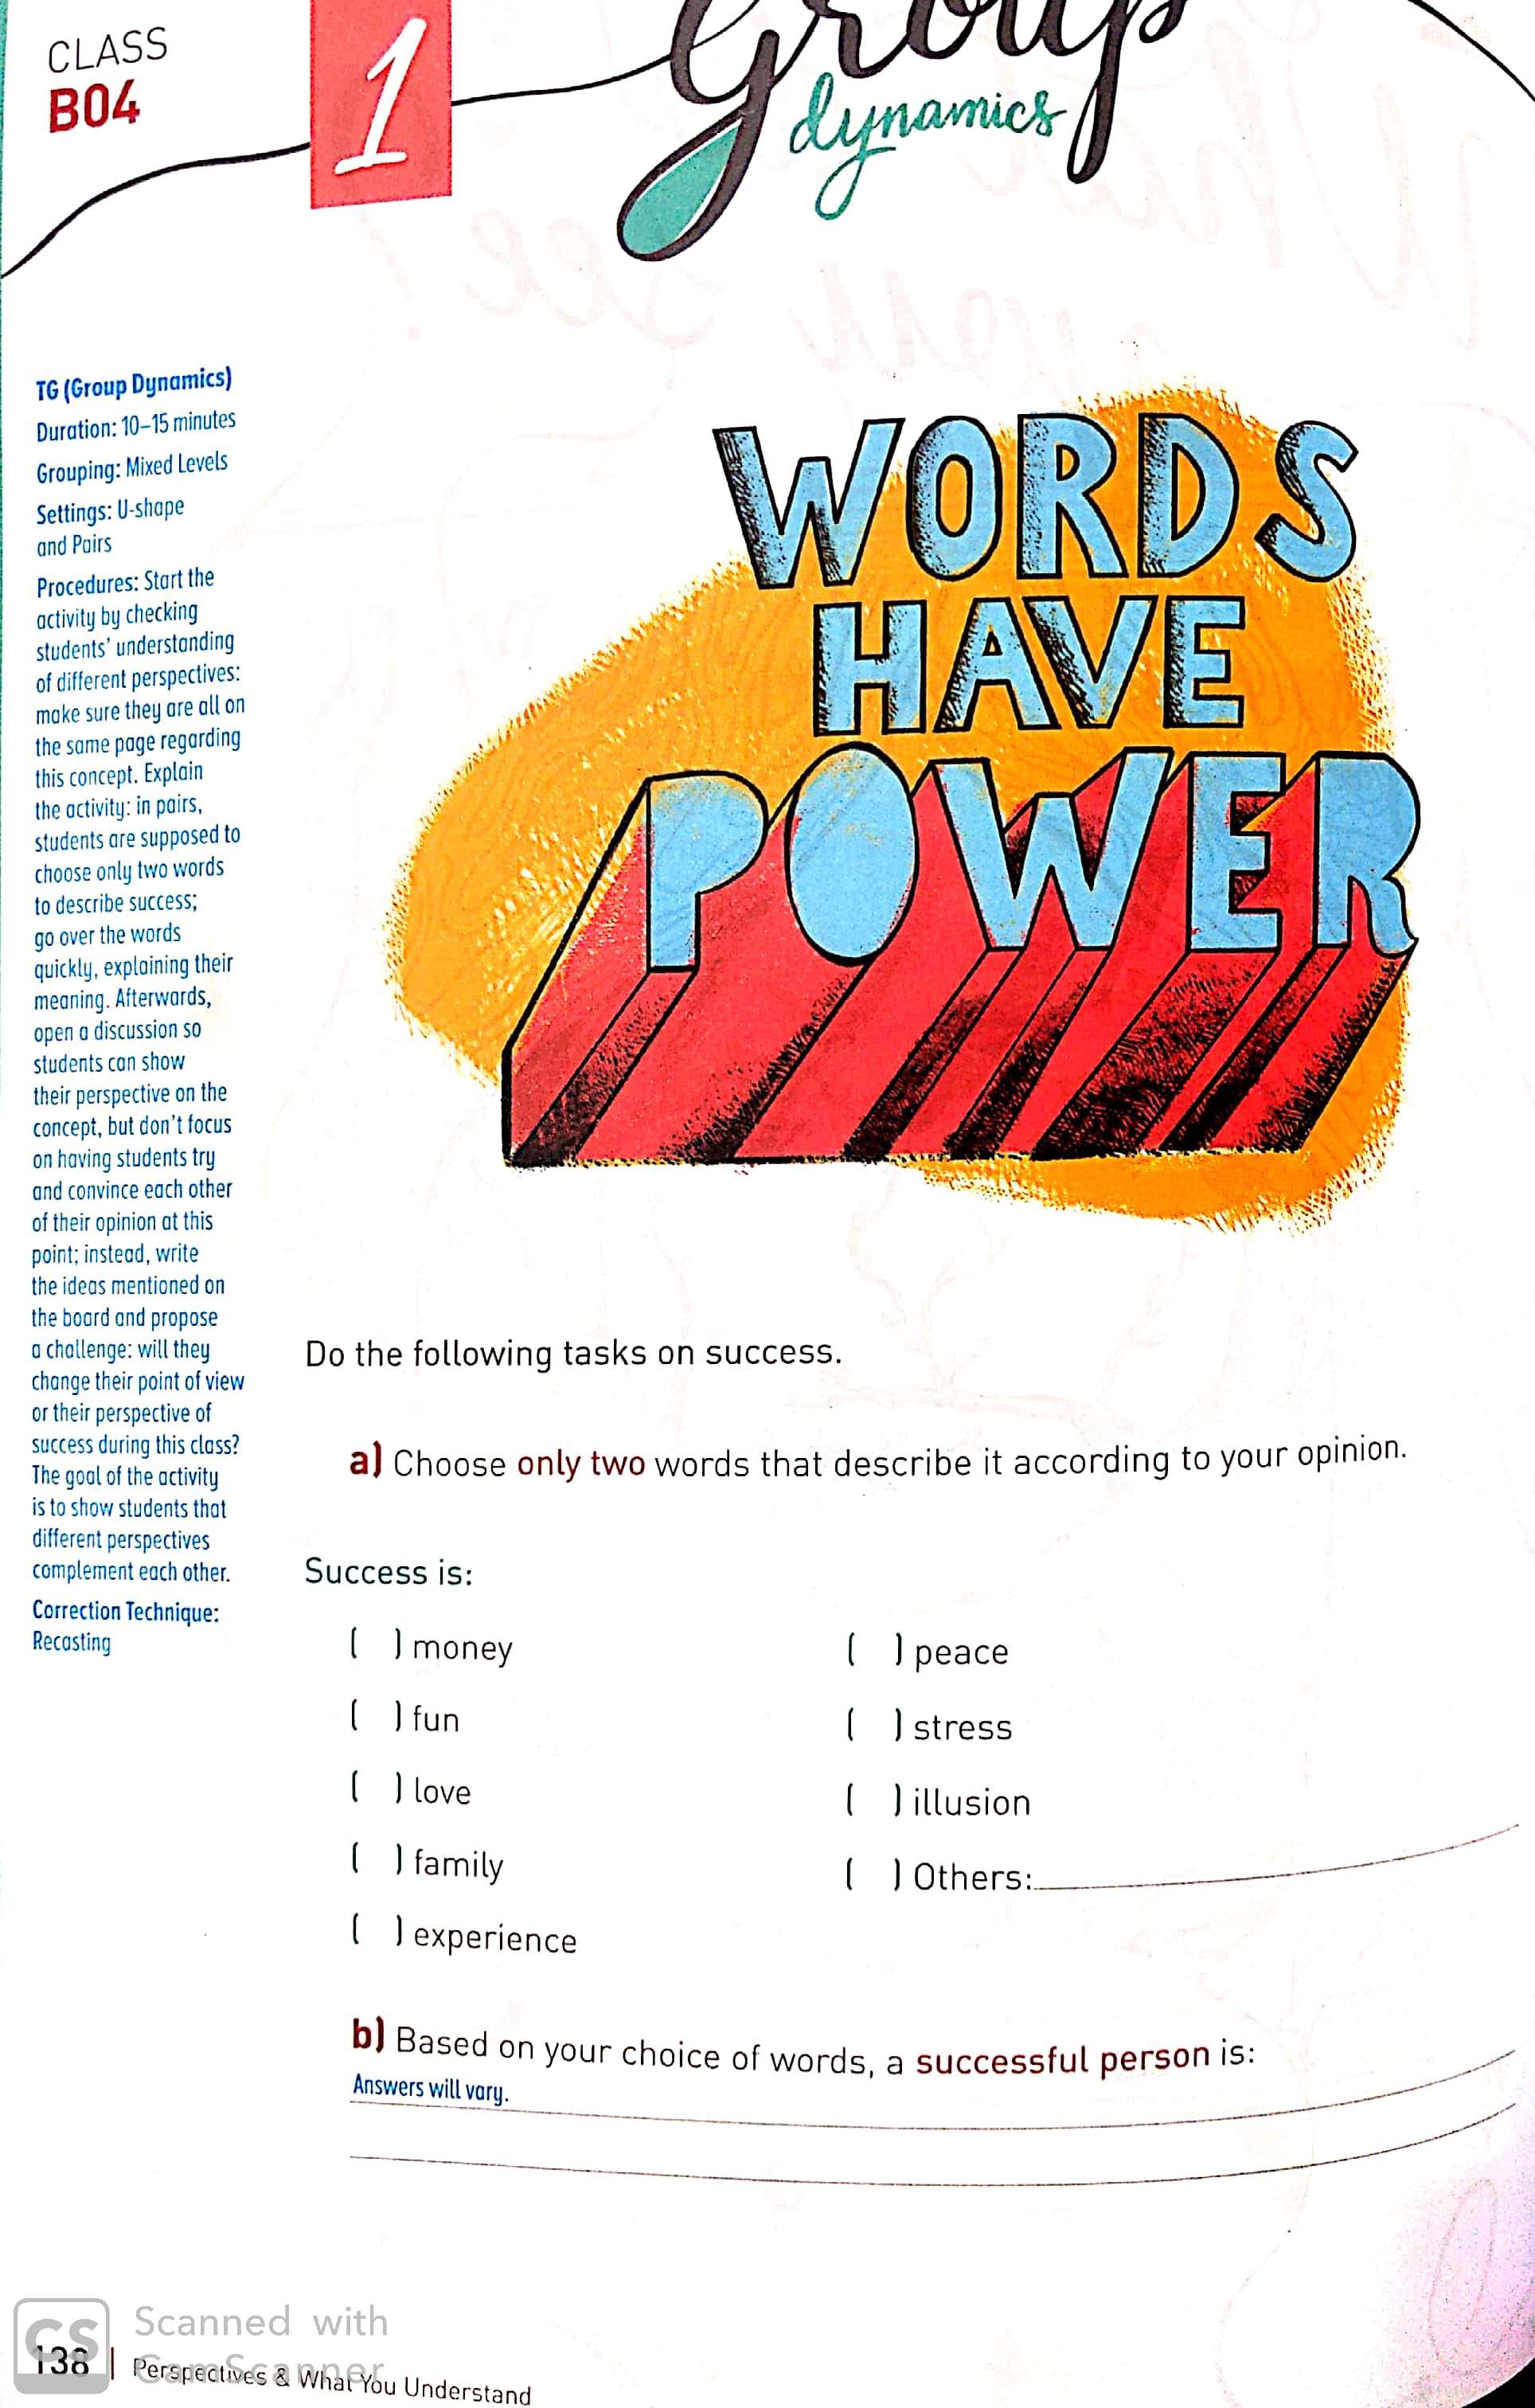 CLASS
B04
1
Group
dynamics
TG (Group Dynamics)
Duration: 10–15 minutes
Grouping: Mixed Levels
Settings: U-shape
and Pairs
Procedures: Start the
activity by checking
students' understanding
of different perspectives:
make sure they are all on
the same page regarding
this concept. Explain
the activity: in pairs,
students are supposed to
choose only two words
to describe success;
go over the words
quickly, explaining their
meaning. Afterwards,
open a discussion so
students can show
their perspective on the
concept, but don't focus
on having students try
and convince each other
of their opinion at this
point; instead, write
the ideas mentioned on
the board and propose
a challenge: will they
change their point of view
or their perspective of
success during this class?
The goal of the activity
is to show students that
different perspectives
complement each other.
Correction Technique:
Recasting
WORDS
HAVE
POWER
Do the following tasks on success.
a) Choose only two words that describe it according to your opinion.
Success is:
( ) money
( ) fun
( ) love
( ) family
( ) experience
( ) peace
( ) stress
( ) illusion
( ) Others:
b) Based on your choice of words, a successful person is:
Answers will vary.
CS
Scanned with
CamScanner
138 | Perspectives & What You Understand